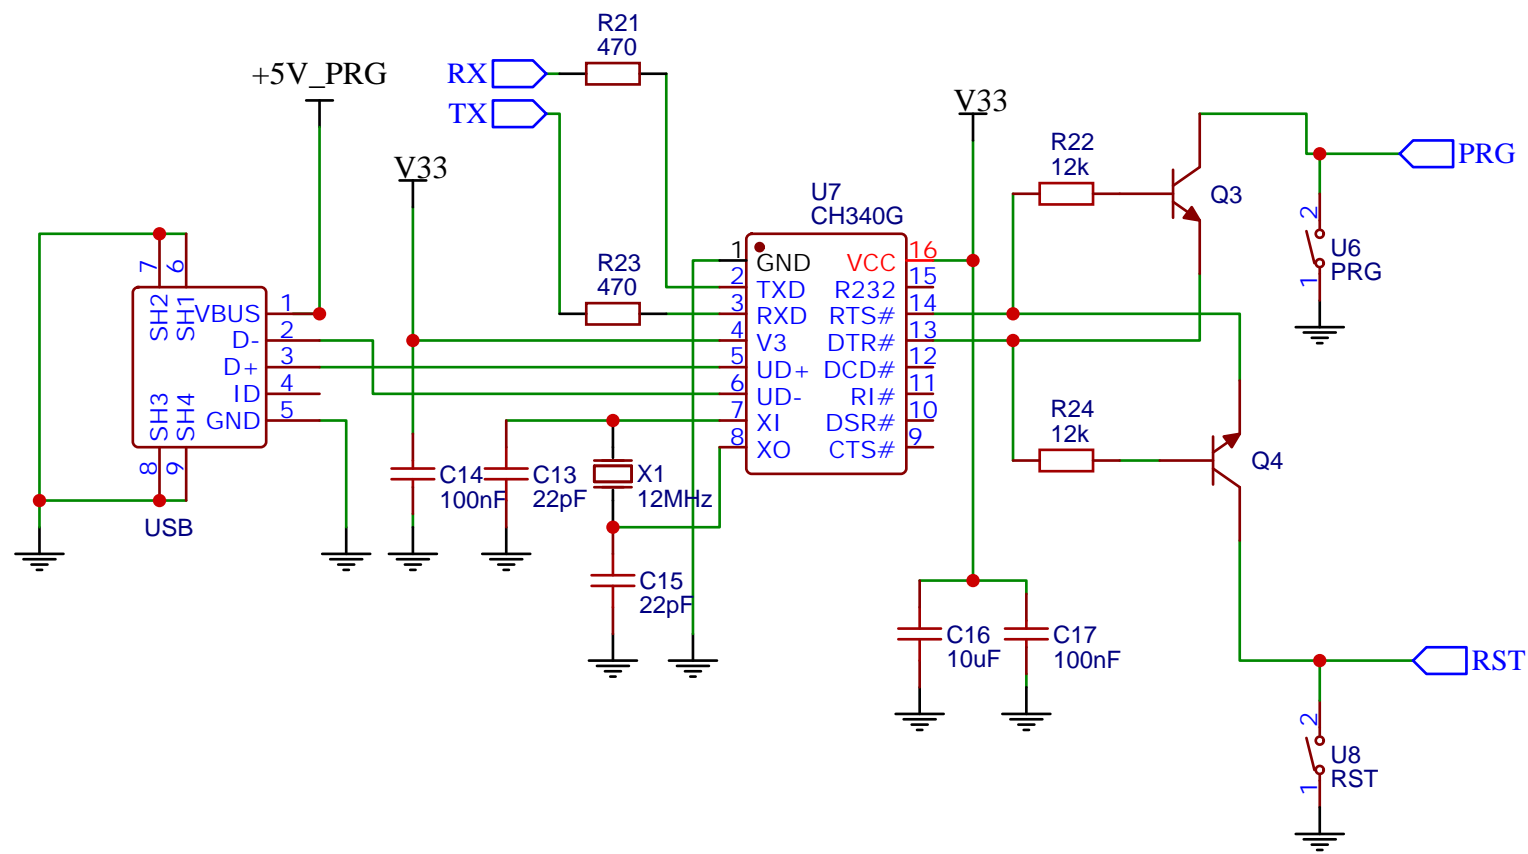 R21
470
RX
TX
+5V_PRG
V33
V33
R22
12k
PRG
Q3
2
U6
PRG
1
U7
CH340G
R23
470
7
6
SH2
SH1
VBUS 1
D- 2
D+ 3
ID 4
GND 5
SH3
SH4
8
9
USB
1 GND
2 TXD
3 RXD
4 V3
5 UD+
6 UD-
7 XI
8 XO
VCC 16
R232 15
RTS# 14
DTR# 13
DCD# 12
RI# 11
DSR# 10
CTS# 9
R24
12k
Q4
C14
100nF
C13
22pF
X1
12MHz
C15
22pF
C16
10uF
C17
100nF
RST
2
U8
RST
1